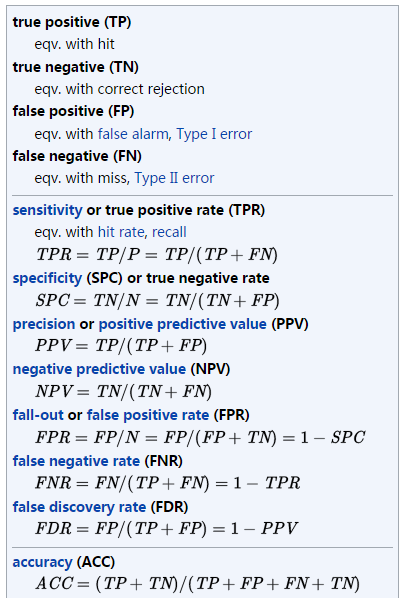 true positive (TP)
eqv. with hit
true negative (TN)
eqv. with correct rejection
false positive (FP)
eqv. with false alarm, Type I error
false negative (FN)
eqv. with miss, Type II error
sensitivity or true positive rate (TPR)
eqv. with hit rate, recall
TPR = TP/P = TP/(TP + FN)
specificity (SPC) or true negative rate
SPC = TN/N = TN/(TN + FP)
precision or positive predictive value (PPV)
PPV = TP/(TP + FP)
negative predictive value (NPV)
NPV = TN/(TN + FN)
fall-out or false positive rate (FPR)
FPR = FP/N = FP/(FP + TN) = 1 − SPC
false negative rate (FNR)
FNR = FN/(TP + FN) = 1 − TPR
false discovery rate (FDR)
FDR = FP/(TP + FP) = 1 − PPV
accuracy (ACC)
ACC = (TP + TN)/(TP + FP + FN + TN)